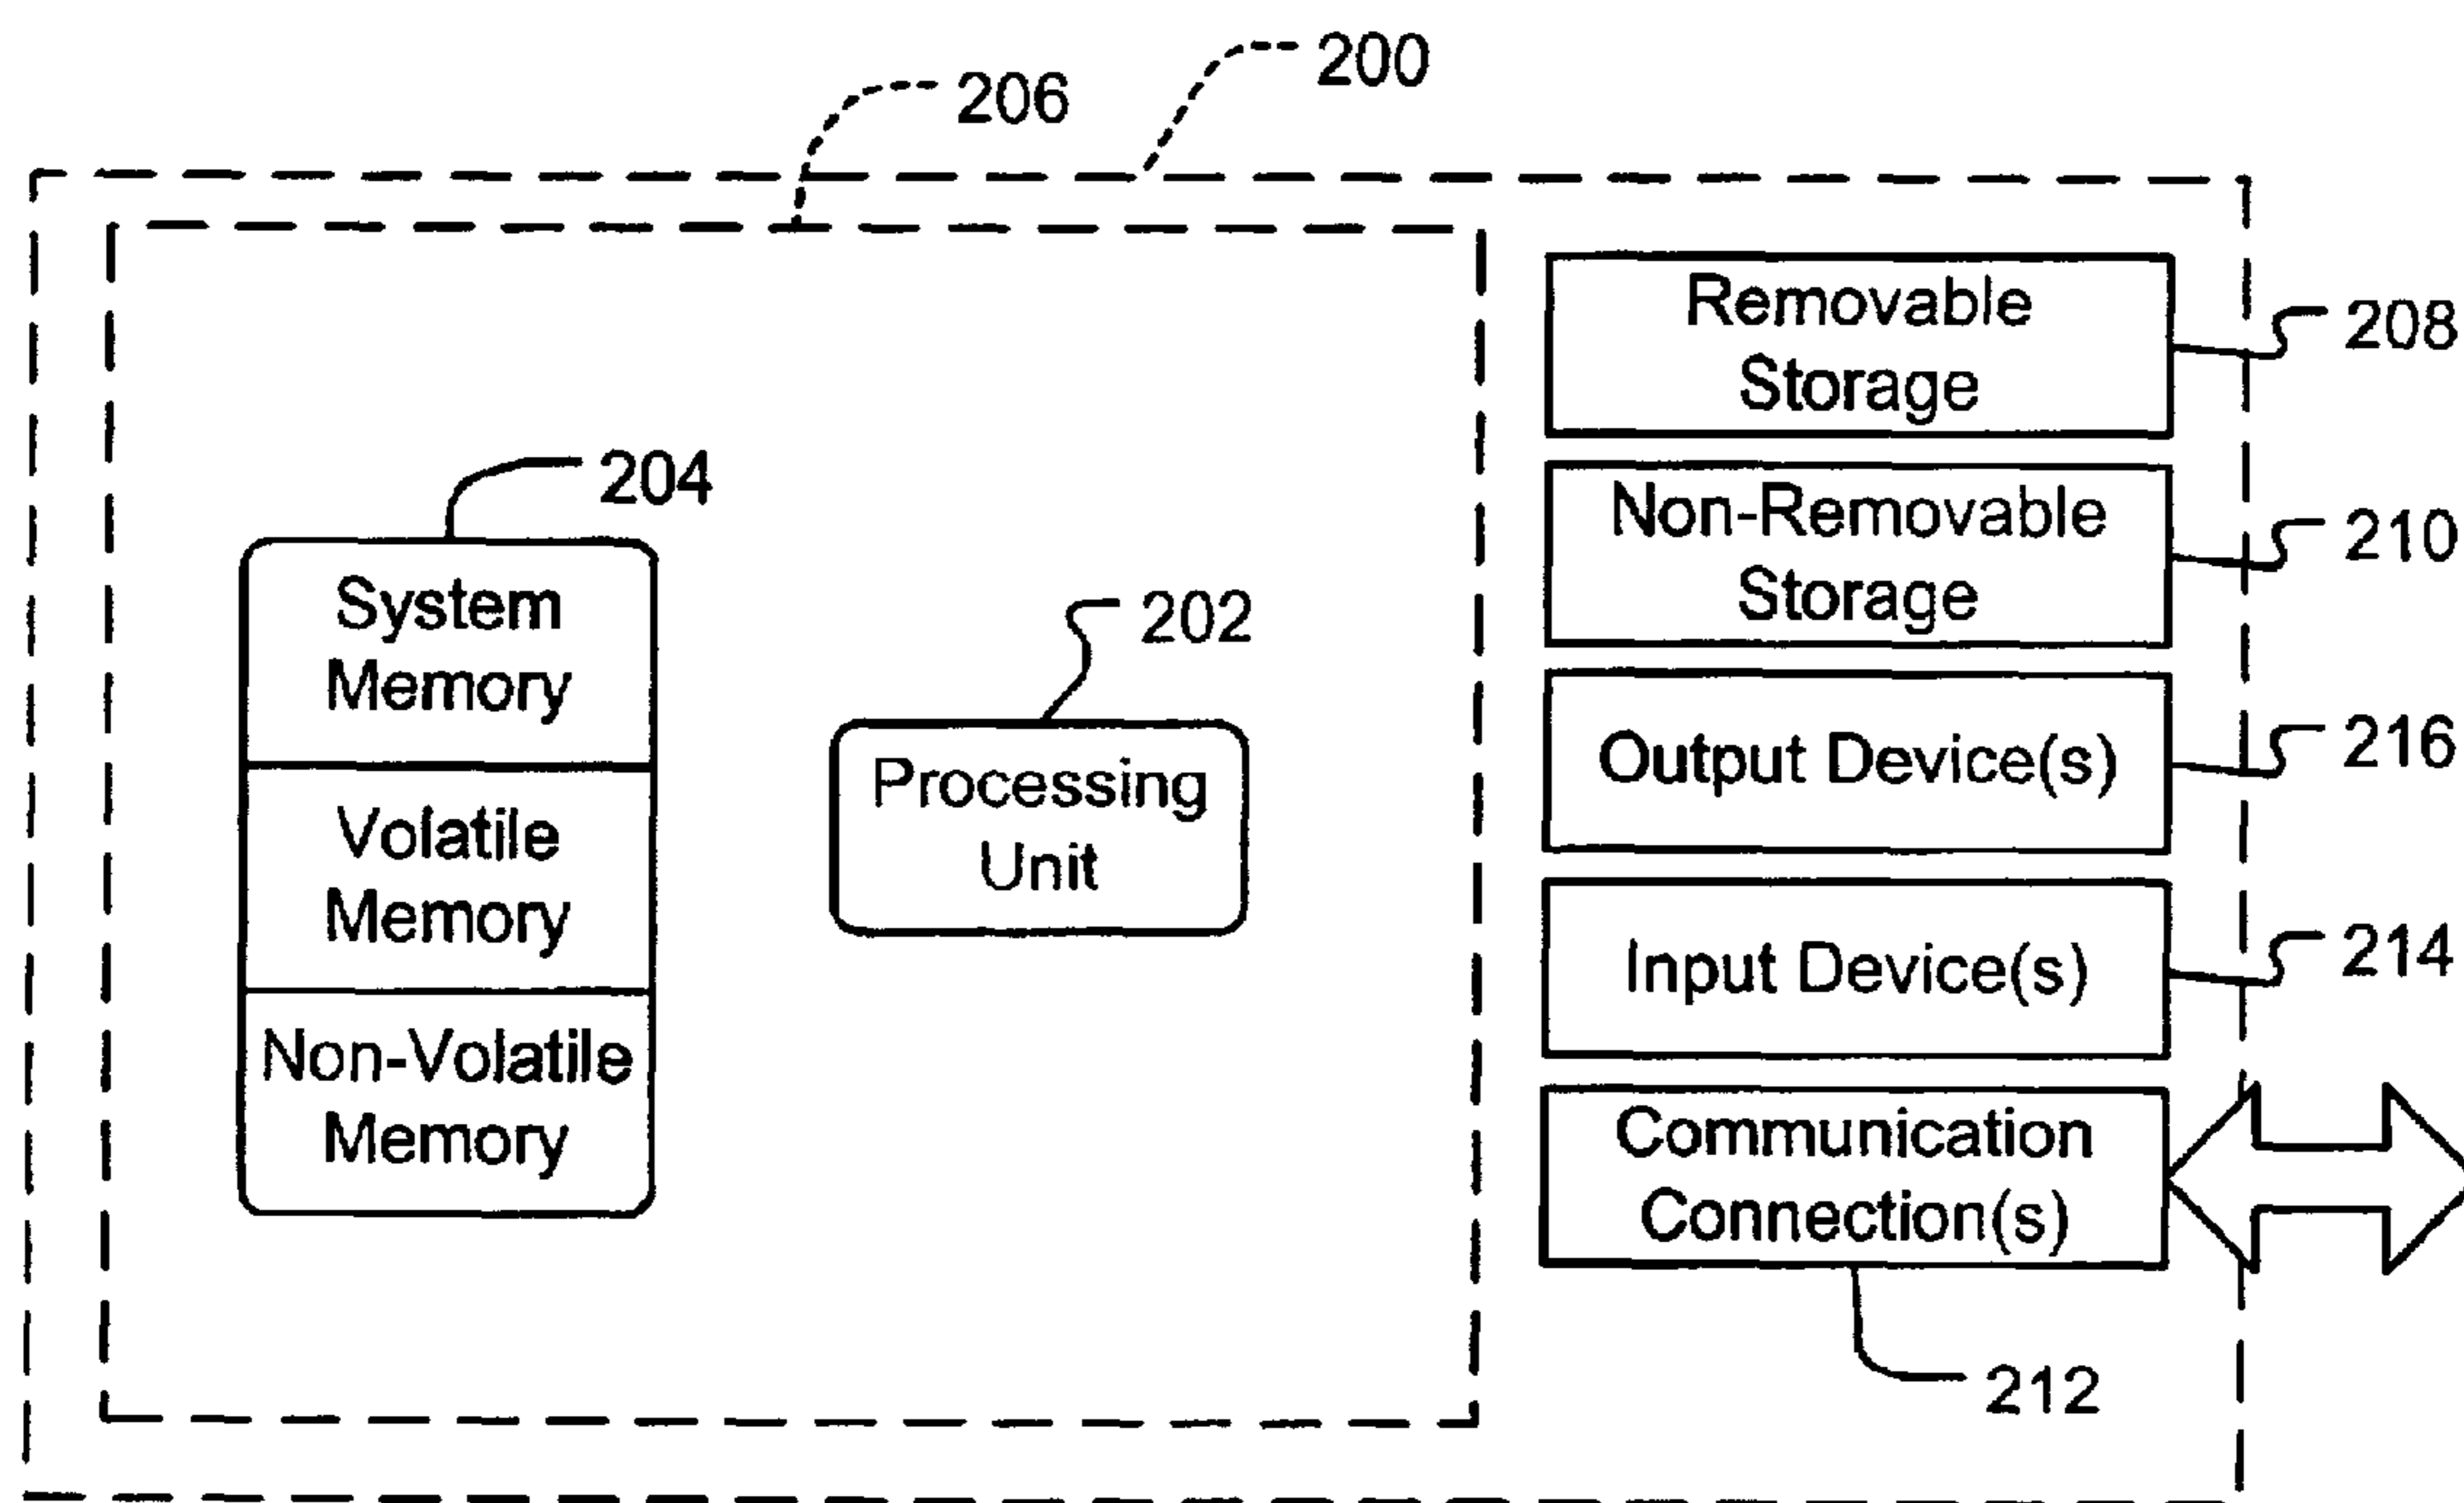 200
206
Removable
Storage
208
Non-Removable
Storage
210
204
System
Memory
Volatile
Memory
Non-Volatile
Memory
202
Processing
Unit
Output Device(s)
216
Input Device(s)
214
Communication
Connection(s)
212